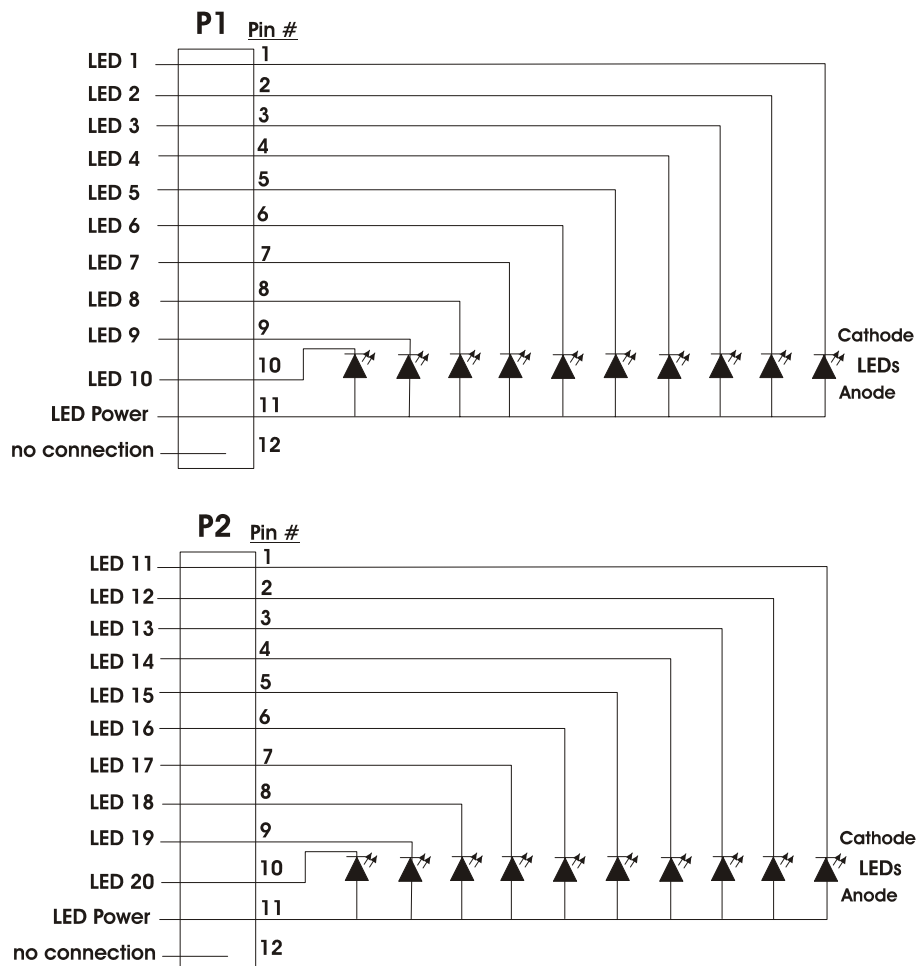 P1 Pin #
LED 1 1
LED 2 2
LED 3 3
LED 4 4
LED 5 5
LED 6 6
LED 7 7
LED 8 8
LED 9 9
Cathode
LED 10 10
LEDs
Anode
LED Power 11
no connection 12
P2 Pin #
LED 11 1
LED 12 2
LED 13 3
LED 14 4
LED 15 5
LED 16 6
LED 17 7
LED 18 8
LED 19 9
Cathode
LED 20 10
LEDs
Anode
LED Power 11
no connection 12